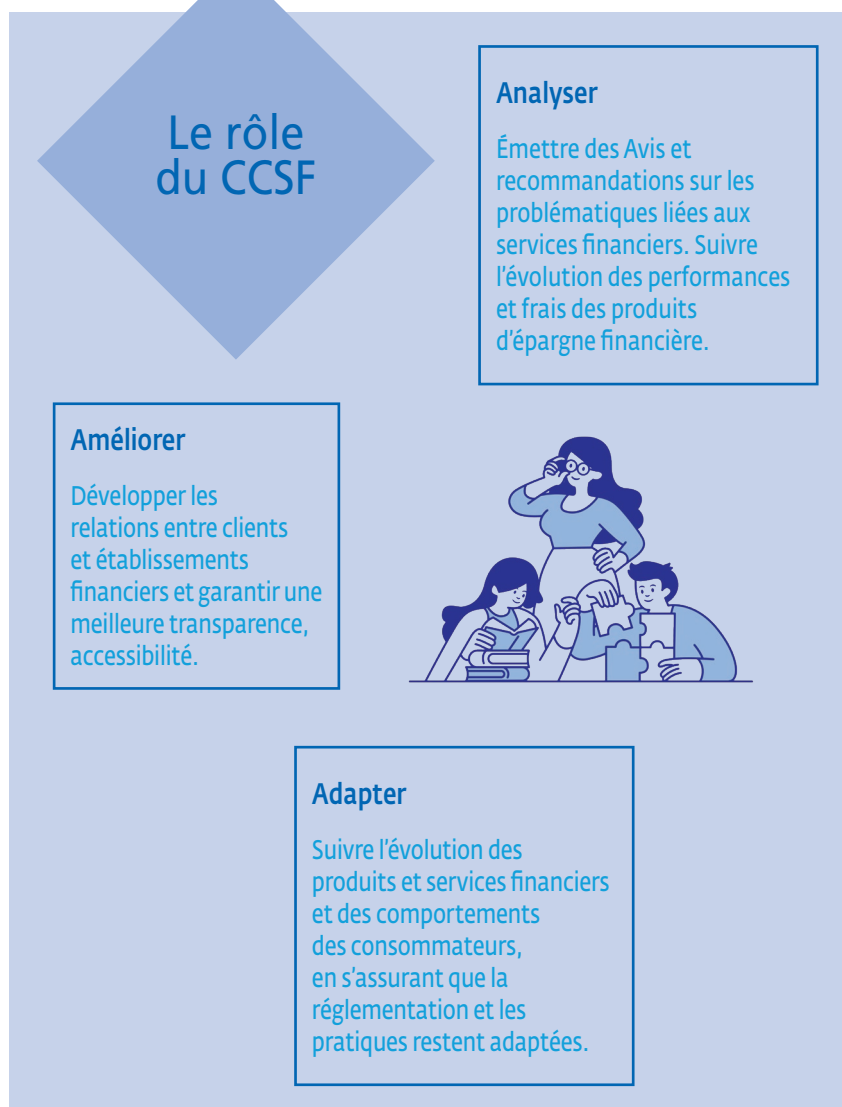 Le rôle
du CCSF
Analyser
Émettre des Avis et
recommandations sur les
problématiques liées aux
services financiers. Suivre
l'évolution des performances
et frais des produits
d'épargne financière.
Améliorer
Développer les
relations entre clients
et établissements
financiers et garantir une
meilleure transparence,
accessibilité.
Adapter
Suivre l'évolution des
produits et services financiers
et des comportements
des consommateurs,
en s'assurant que la
réglementation et les
pratiques restent adaptées.